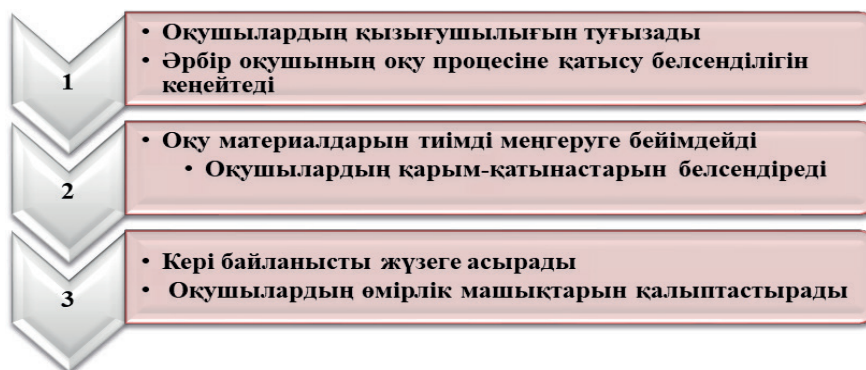 1
• Оқушылардың қызығушылығын туғызады
• Әрбір оқушының оқу процесіне қатысу белсенділігін
кеңейтеді
2
• Оқу материалдарын тиімді меңгеруге бейімдейді
• Оқушылардың қарым-қатынастарын белсендіреді
3
• Кері байланысты жүзеге асырады
• Оқушылардың өмірлік машықтарын қалыптастырады